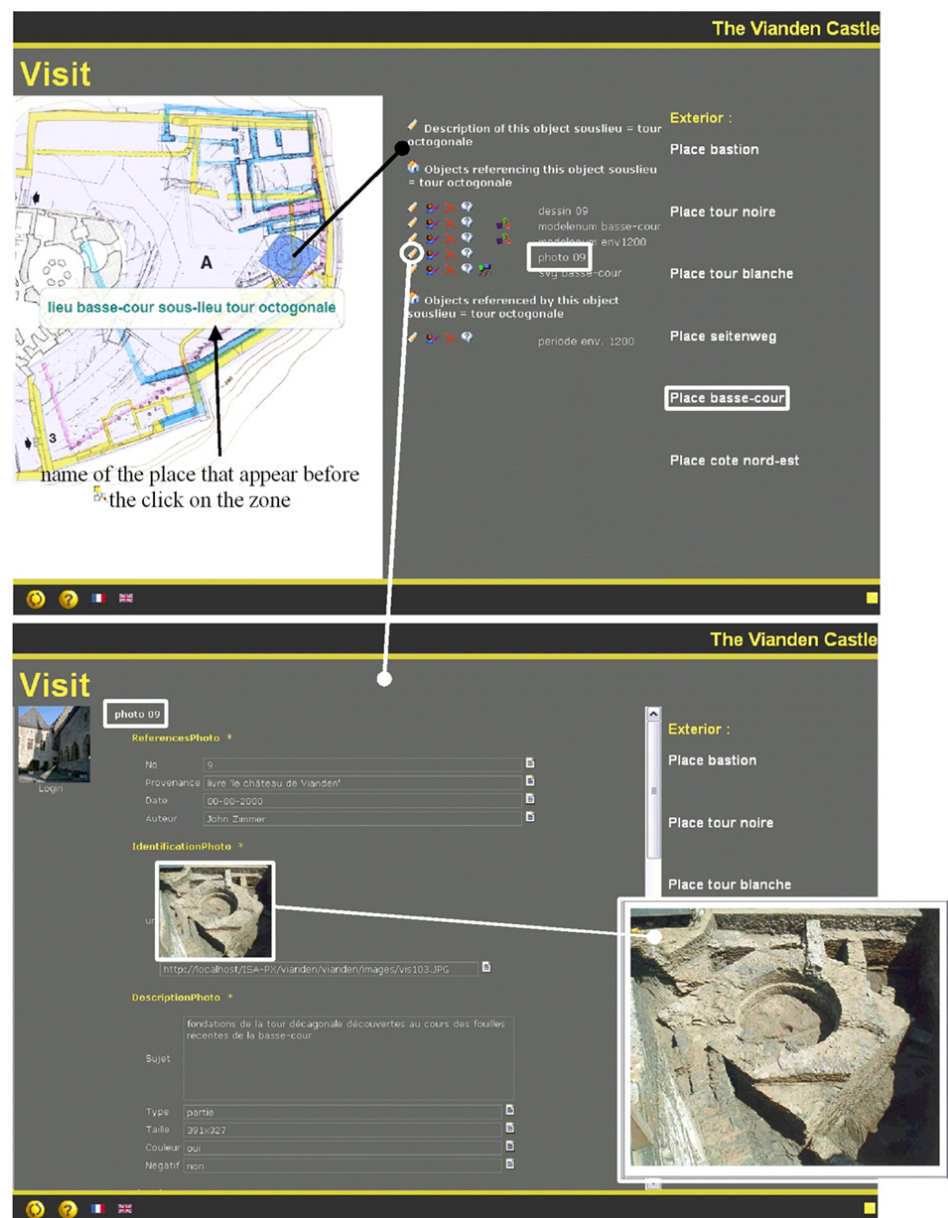 The Vianden Castle
Visit
A
lieu basse-cour sous-lieu tour octogonale
3
name of the place that appear before
the click on the zone
Description of this object souslieu = tour
octogonale
Objects referencing this object souslieu
= tour octogonale
dessin 09
modelenum basse-cour
modelenum env1200
photo 09
svg basse-cour
Objects referenced by this object
souslieu = tour octogonale
periode env. 1200
Exterior :
Place bastion
Place tour noire
Place tour blanche
Place seitenweg
Place basse-cour
Place cote nord-est
?
The Vianden Castle
Visit
Login
photo 09
ReferencesPhoto *
No 9
Provenance livre 'le château de Vianden'
Date 00-00-2000
Auteur John Zimmer
IdentificationPhoto *
http://localhost/ISA-PX/vianden/vianden/images/vis103.JPG
DescriptionPhoto *
fondations de la tour décagonale découvertes au cours des fouilles
récentes de la basse-cour
Sujet
Type partie
Taille 391x327
Couleur oui
Negatif non
Exterior :
Place bastion
Place tour noire
Place tour blanche
?